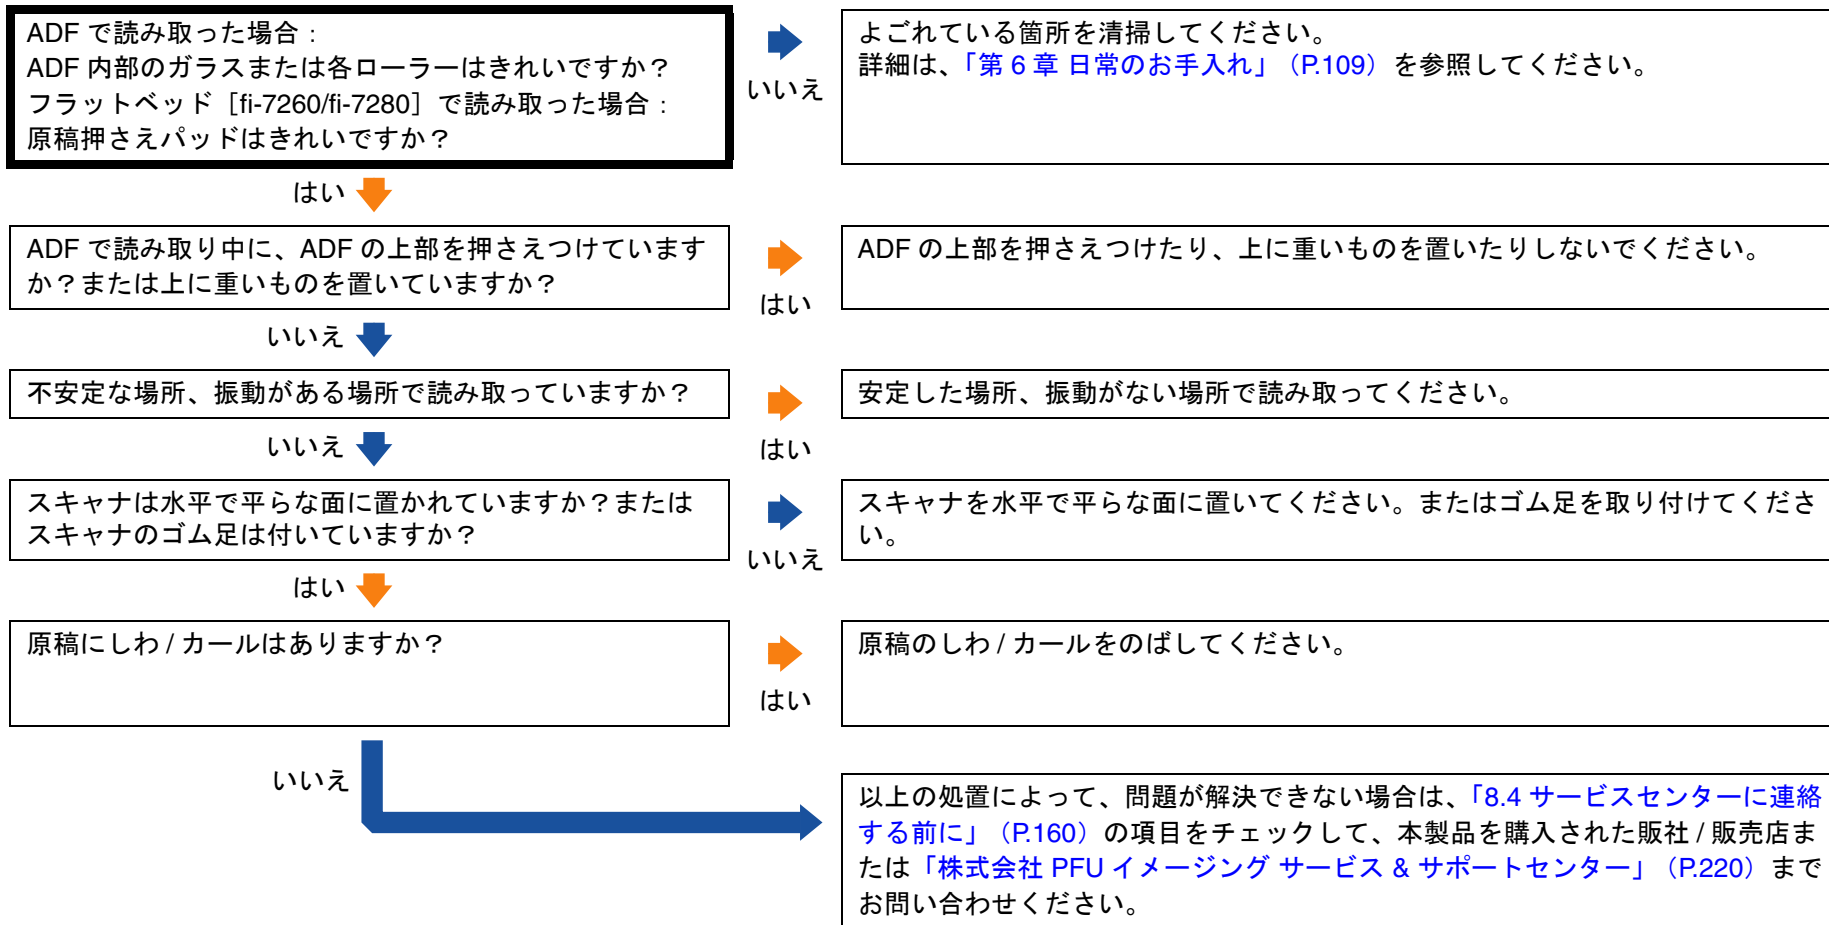 ADF で読み取った場合：
ADF 内部のガラスまたは各ローラーはきれいですか？
フラットベッド［fi-7260/fi-7280］で読み取った場合：
原稿押さえパッドはきれいですか？
いいえ
よごれている箇所を清掃してください。
詳細は、「第 6 章 日常のお手入れ」（P.109）を参照してください。
はい
ADF で読み取り中に、ADF の上部を押さえつけています
か？または上に重いものを置いていますか？
はい
ADF の上部を押さえつけたり、上に重いものを置いたりしないでください。
いいえ
不安定な場所、振動がある場所で読み取っていますか？
はい
安定した場所、振動がない場所で読み取ってください。
いいえ
スキャナは水平で平らな面に置かれていますか？または
スキャナのゴム足は付いていますか？
いいえ
スキャナを水平で平らな面に置いてください。またはゴム足を取り付けてくださ
い。
はい
原稿にしわ / カールはありますか？
はい
原稿のしわ / カールをのばしてください。
いいえ
以上の処置によって、問題が解決できない場合は、「8.4 サービスセンターに連絡
する前に」（P.160）の項目をチェックして、本製品を購入された販社 / 販売店ま
たは「株式会社 PFU イメージング サービス & サポートセンター」（P.220）まで
お問い合わせください。